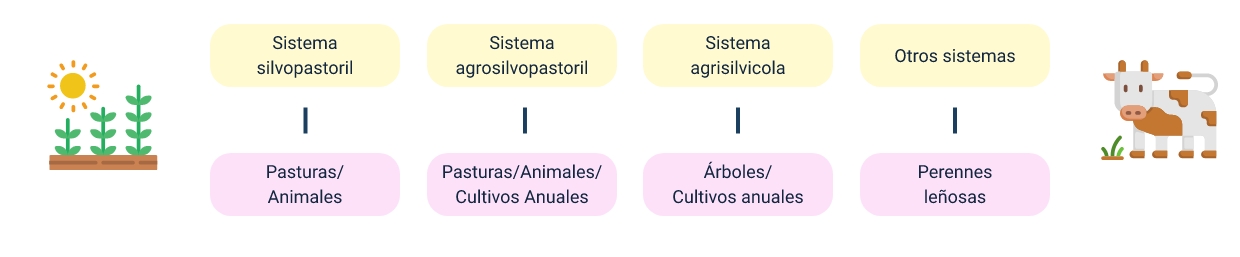 Sistema
silvopastoril
Sistema
agrosilvopastoril
Sistema
agrisilvicola
Otros sistemas
Pasturas/
Animales
Pasturas/Animales/
Cultivos Anuales
Árboles/
Cultivos anuales
Perennes
leñosas